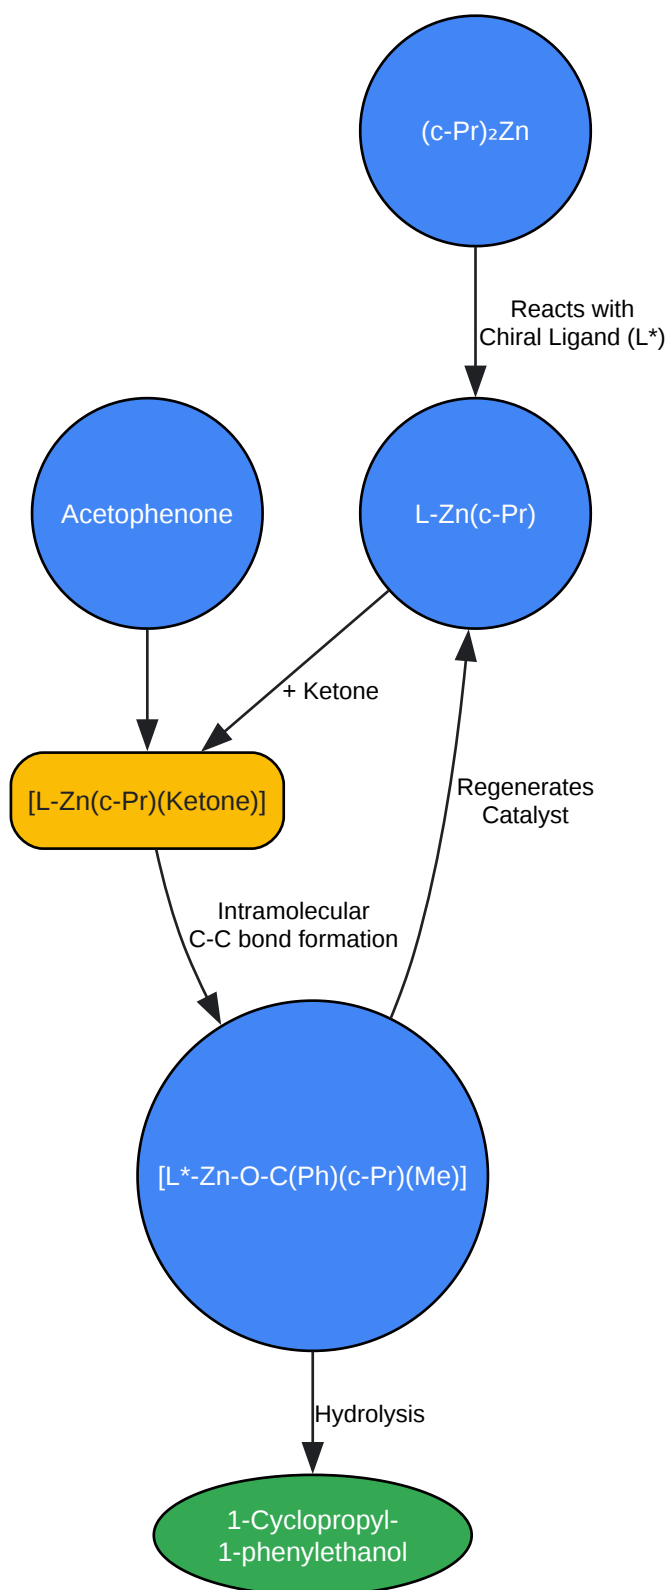 (c-Pr)₂Zn
Reacts with
Chiral Ligand (L*)
Acetophenone
L-Zn(c-Pr)
+ Ketone
[L-Zn(c-Pr)(Ketone)]
Regenerates
Catalyst
Intramolecular
C-C bond formation
[L*-Zn-O-C(Ph)(c-Pr)(Me)]
Hydrolysis
1-Cyclopropyl-
1-phenylethanol